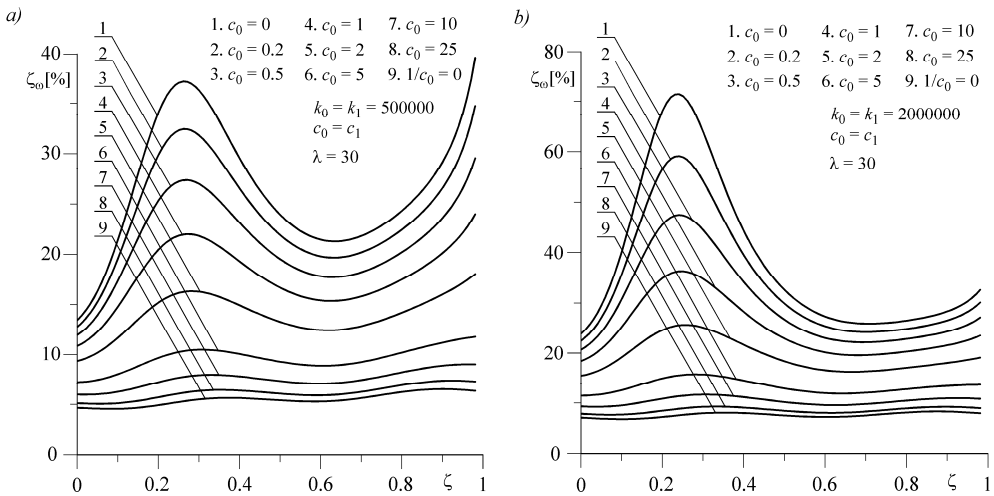 a)
1. c₀ = 0 4. c₀ = 1 7. c₀ = 10
2. c₀ = 0.2 5. c₀ = 2 8. c₀ = 25
3. c₀ = 0.5 6. c₀ = 5 9. 1/c₀ = 0
k₀ = k₁ = 500000
c₀ = c₁
λ = 30
ζω[%]
40
30
20
10
0
1
2
3
4
5
6
7
8
9
0 0.2 0.4 0.6 0.8 ζ 1
b)
1. c₀ = 0 4. c₀ = 1 7. c₀ = 10
2. c₀ = 0.2 5. c₀ = 2 8. c₀ = 25
3. c₀ = 0.5 6. c₀ = 5 9. 1/c₀ = 0
k₀ = k₁ = 2000000
c₀ = c₁
λ = 30
ζω[%]
80
60
40
20
0
1
2
3
4
5
6
7
8
9
0 0.2 0.4 0.6 0.8 ζ 1